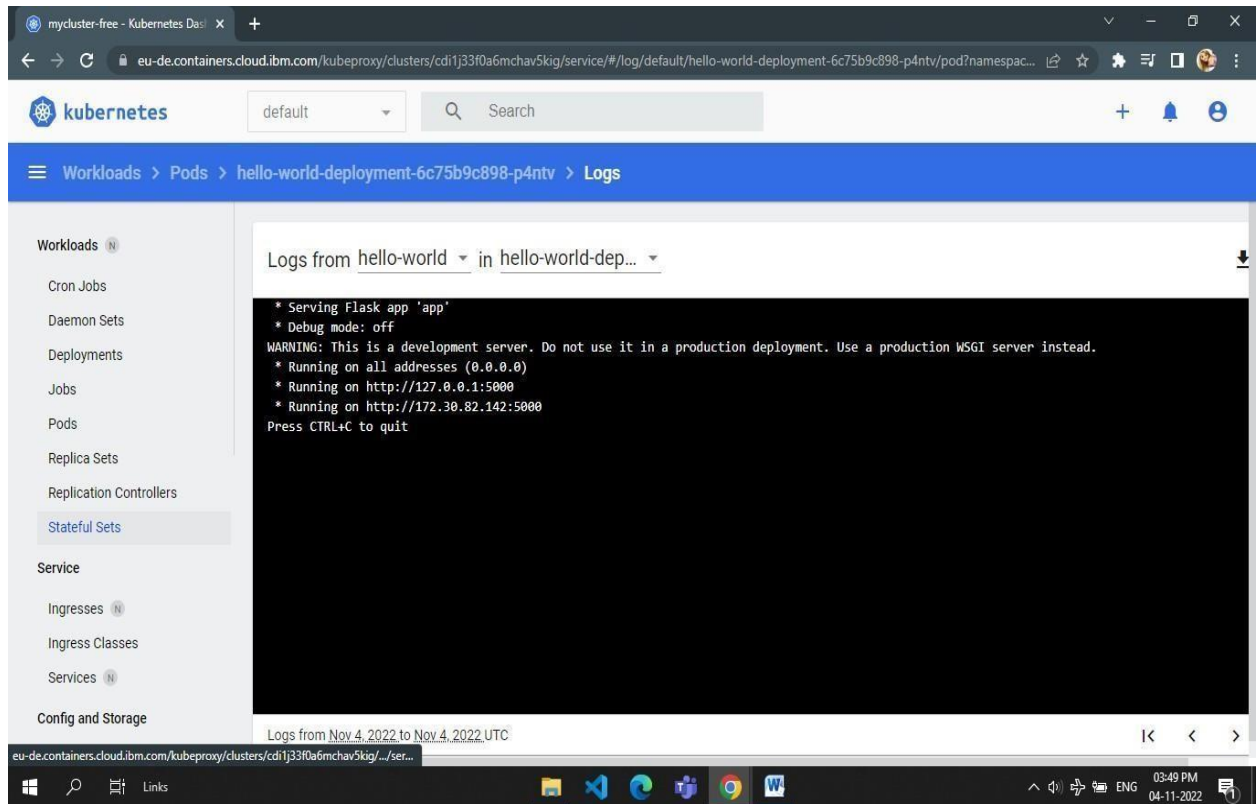 mycluster-free - Kubernetes Das
eu-de.containers.cloud.ibm.com/kubeproxy/clusters/cdi1j33f0a6mchav5kig/service/#/log/default/hello-world-deployment-6c75b9c898-p4ntv/pod?namespac...
kubernetes
default
Search
Workloads > Pods > hello-world-deployment-6c75b9c898-p4ntv > Logs
Workloads N
Cron Jobs
Daemon Sets
Deployments
Jobs
Pods
Replica Sets
Replication Controllers
Stateful Sets
Service
Ingresses N
Ingress Classes
Services N
Config and Storage
Logs from hello-world in hello-world-dep...
* Serving Flask app 'app'
* Debug mode: off
WARNING: This is a development server. Do not use it in a production deployment. Use a production WSGI server instead.
* Running on all addresses (0.0.0.0)
* Running on http://127.0.0.1:5000
* Running on http://172.30.82.142:5000
Press CTRL+C to quit
Logs from Nov 4, 2022 to Nov 4, 2022 UTC
eu-de.containers.cloud.ibm.com/kubeproxy/clusters/cdi1j33f0a6mchav5kig/.../ser...
Links
ENG
03:49 PM
04-11-2022
1